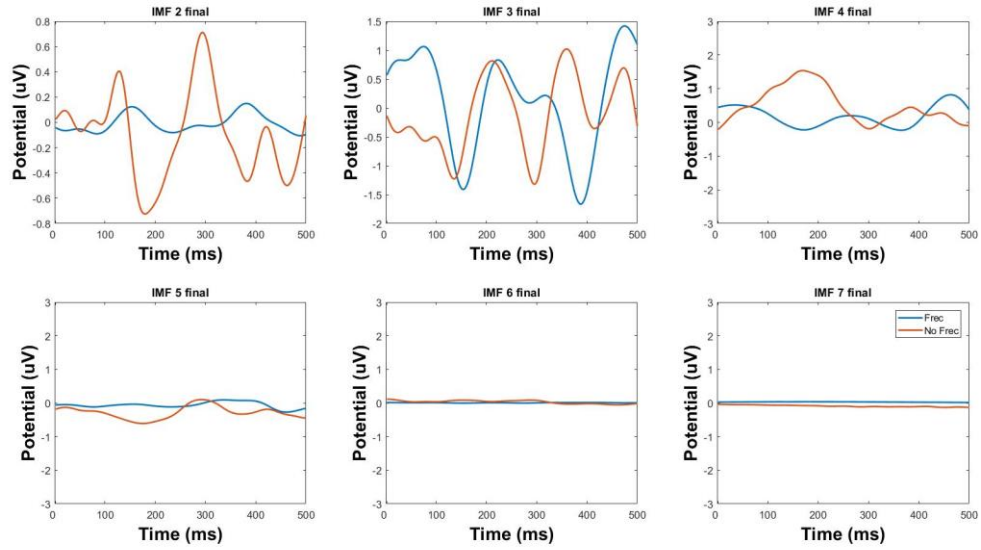 IMF 2 final
0.8
0.6
0.4
0.2
0
-0.2
-0.4
-0.6
-0.8
Potential (uV)
0 100 200 300 400 500
Time (ms)
IMF 3 final
1.5
1
0.5
0
-0.5
-1
-1.5
-2
Potential (uV)
0 100 200 300 400 500
Time (ms)
IMF 4 final
3
2
1
0
-1
-2
-3
Potential (uV)
0 100 200 300 400 500
Time (ms)
IMF 5 final
3
2
1
0
-1
-2
-3
Potential (uV)
0 100 200 300 400 500
Time (ms)
IMF 6 final
3
2
1
0
-1
-2
-3
Potential (uV)
0 100 200 300 400 500
Time (ms)
IMF 7 final
3
2
1
0
-1
-2
-3
Potential (uV)
Frec
No Frec
0 100 200 300 400 500
Time (ms)